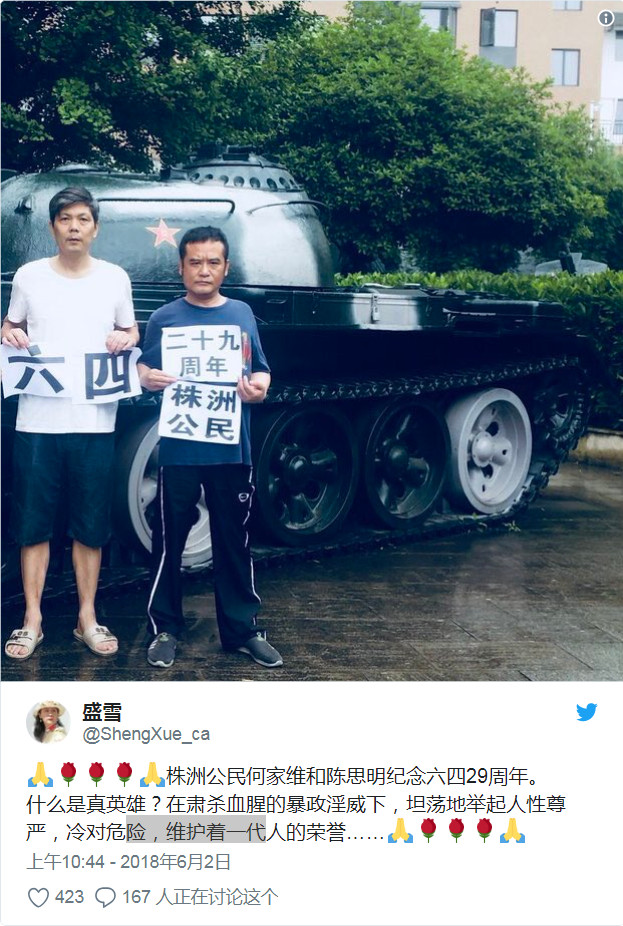 六四
二十九
周年
株洲
公民
盛雪
@ShengXue_ca
🙏🌹🌹🌹🙏株洲公民何家维和陈思明纪念六四29周年。
什么是真英雄？在肃杀血腥的暴政淫威下，坦荡地举起人性尊
严，冷对危险，维护着一代人的荣誉……🙏🌹🌹🌹🙏
上午10:44 - 2018年6月2日
423 167 人正在讨论这个